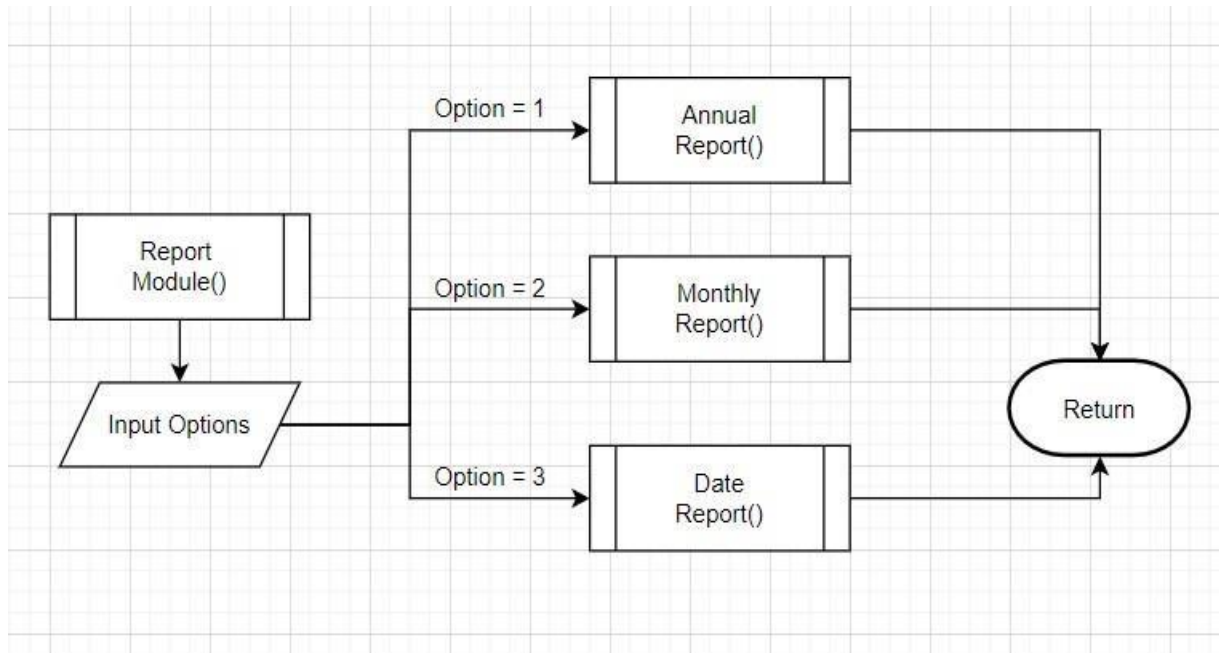 Report
Module()
Input Options
Option = 1
Annual
Report()
Option = 2
Monthly
Report()
Option = 3
Date
Report()
Return